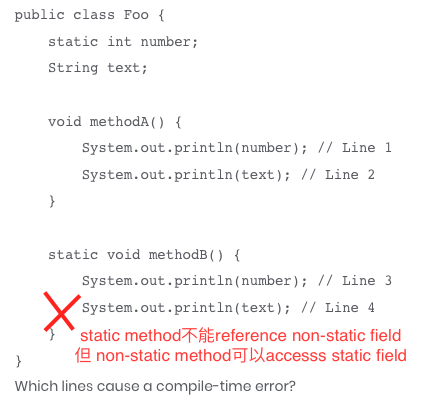 public class Foo {
static int number;
String text;
void methodA() {
System.out.println(number); // Line 1
System.out.println(text); // Line 2
}
static void methodB() {
System.out.println(number); // Line 3
System.out.println(text); // Line 4
}
static method不能reference non-static field
但 non-static method可以accesss static field
}
Which lines cause a compile-time error?